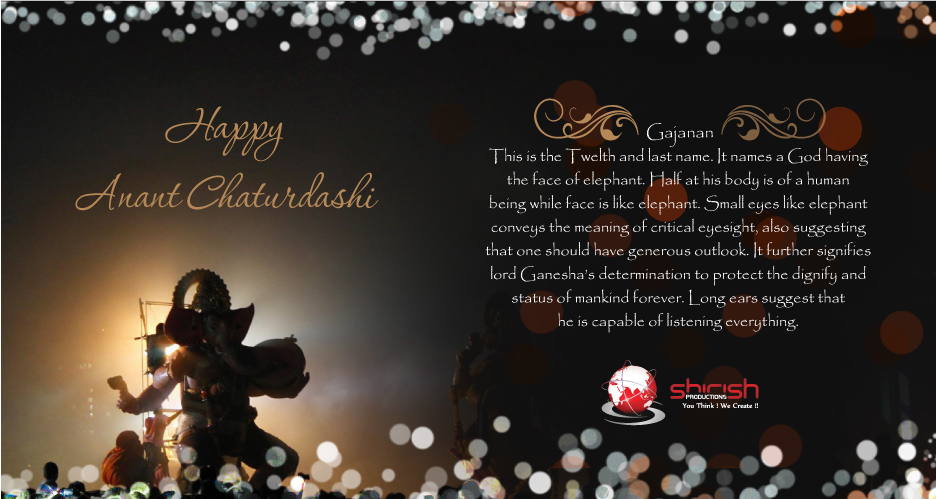 Happy
Anant Chaturdashi
Gajanan
This is the Twelth and last name. It names a God having
the face of elephant. Half at his body is of a human
being while face is like elephant. Small eyes like elephant
conveys the meaning of critical eyesight, also suggesting
that one should have generous outlook. It further signifies
lord Ganesha's determination to protect the dignify and
status of mankind forever. Long ears suggest that
he is capable of listening everything.
shirish
PRODUCTIONS
You Think ! We Create !!